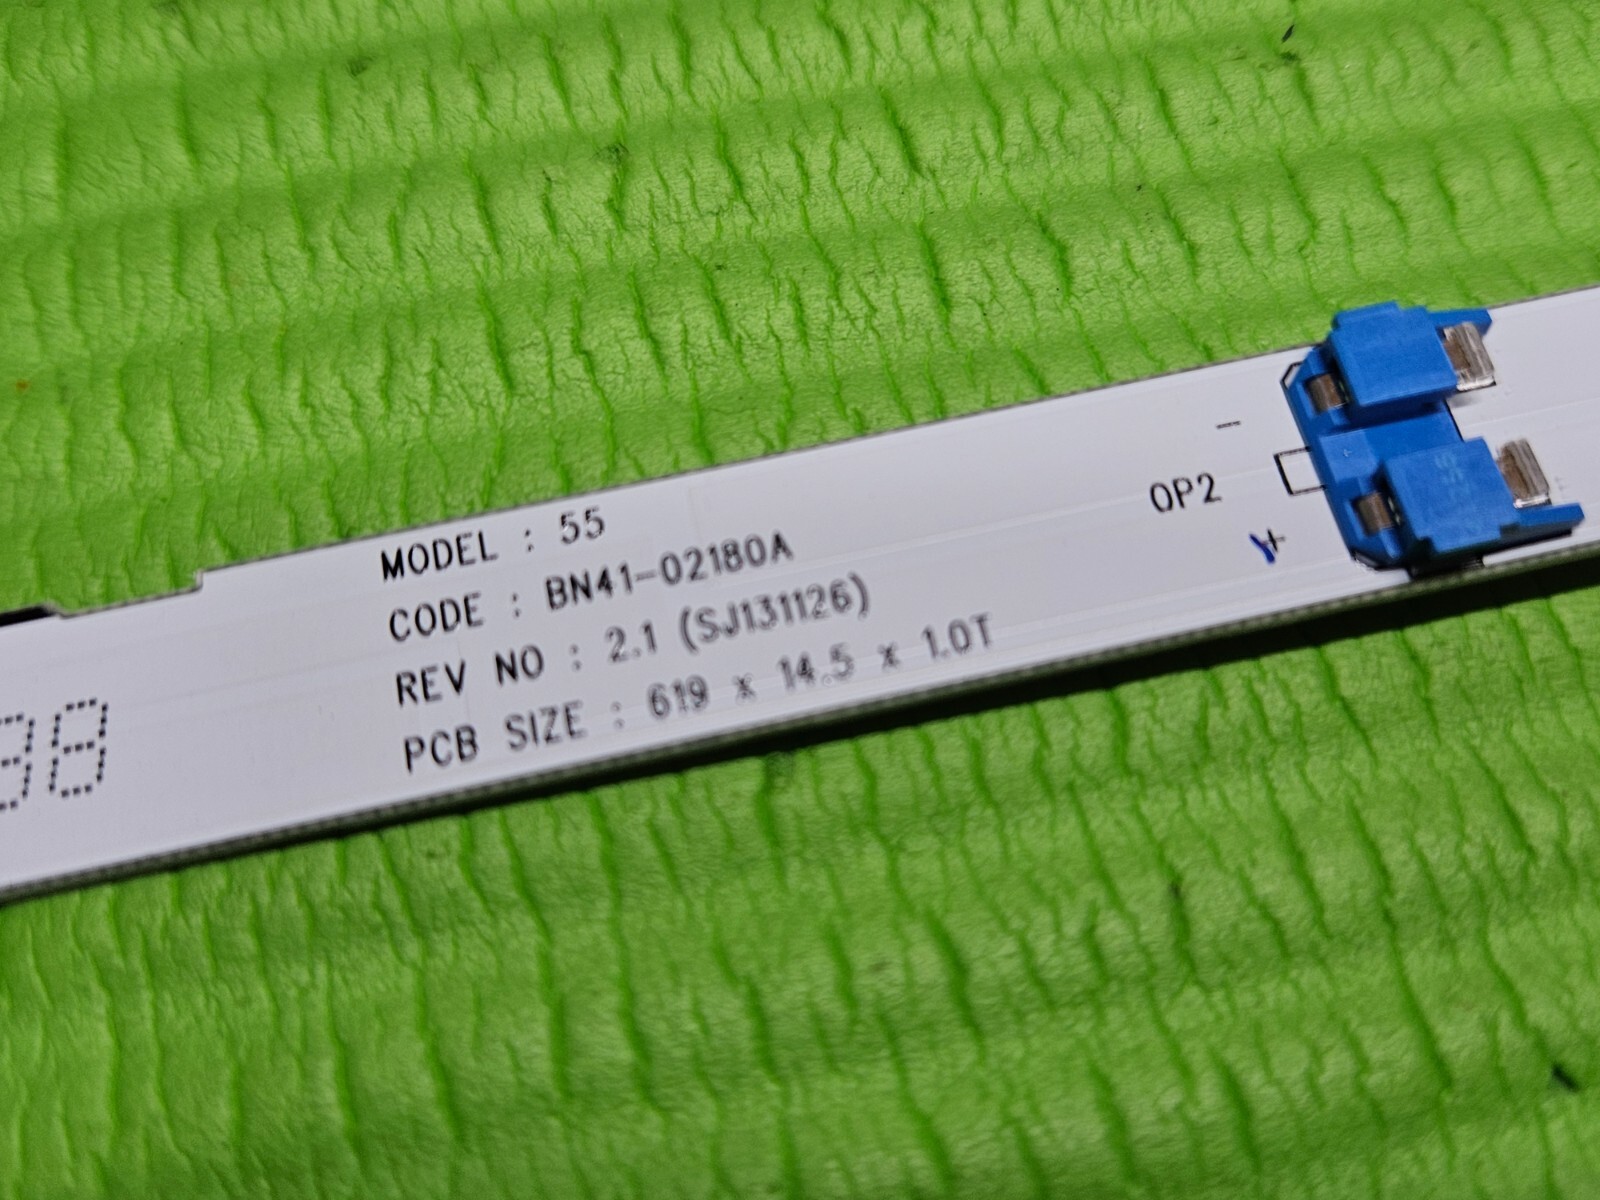 MODEL : 55
CODE : BN41-02180A
REV NO : 2.1 (SJ131126)
PCB SIZE : 619 x 14.5 x 1.0T
-
OP2
+